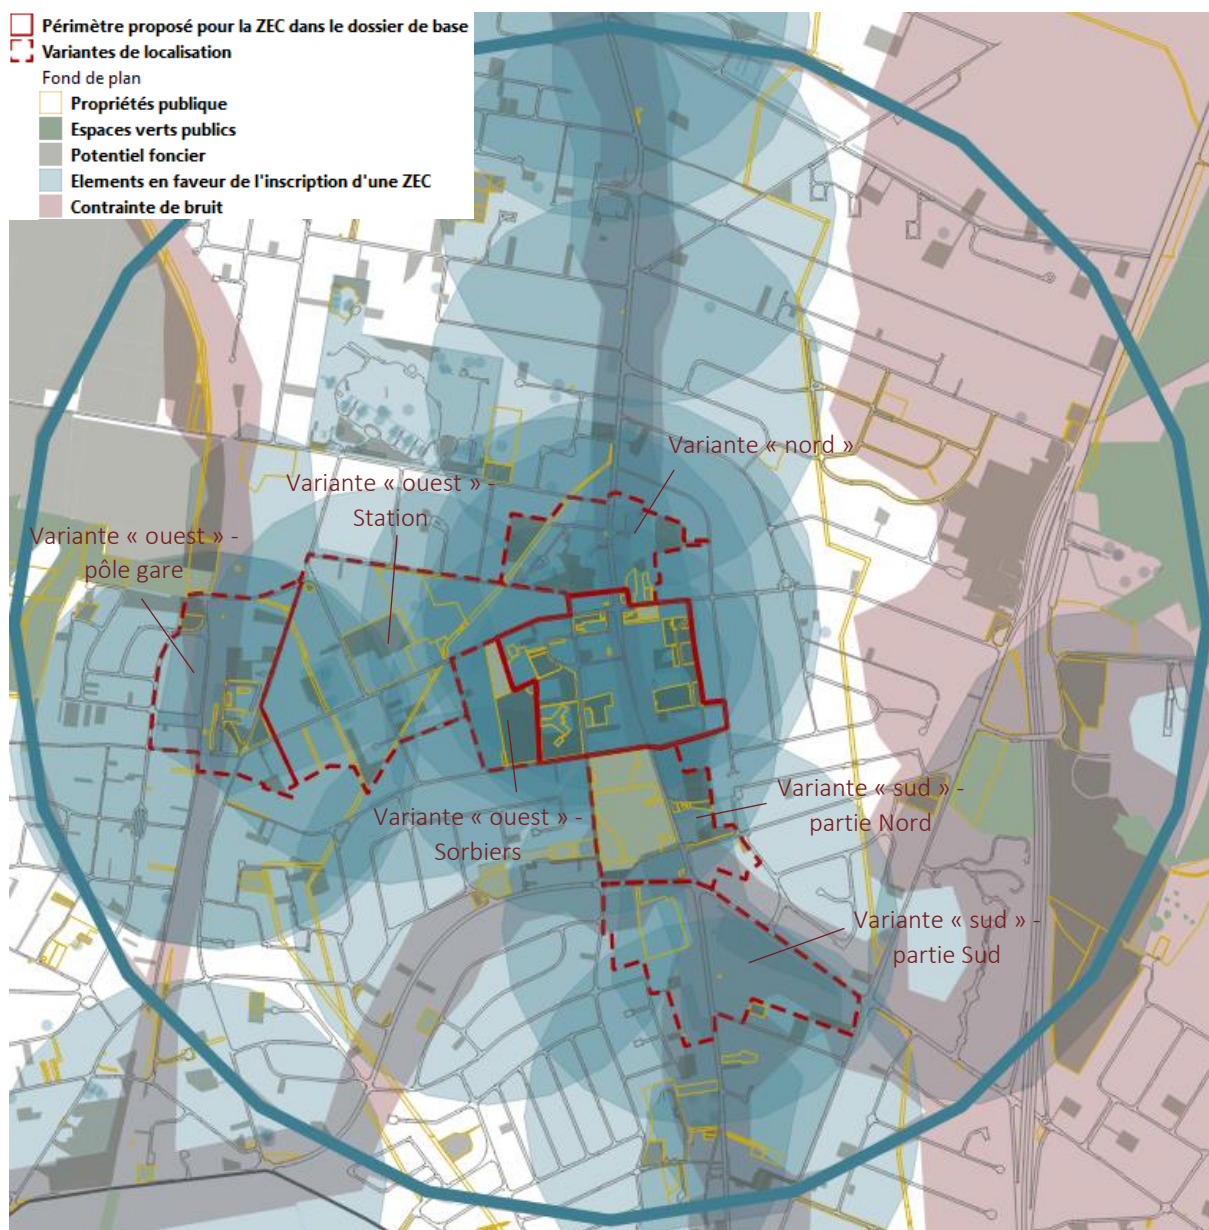 Périmètre proposé pour la ZEC dans le dossier de base
Variantes de localisation
Fond de plan
Propriétés publique
Espaces verts publics
Potentiel foncier
Elements en faveur de l'inscription d'une ZEC
Contrainte de bruit
Variante « nord »
Variante « ouest » -
Station
Variante « ouest » -
pôle gare
Variante « sud » -
partie Nord
Variante « ouest » -
Sorbiers
Variante « sud » -
partie Sud